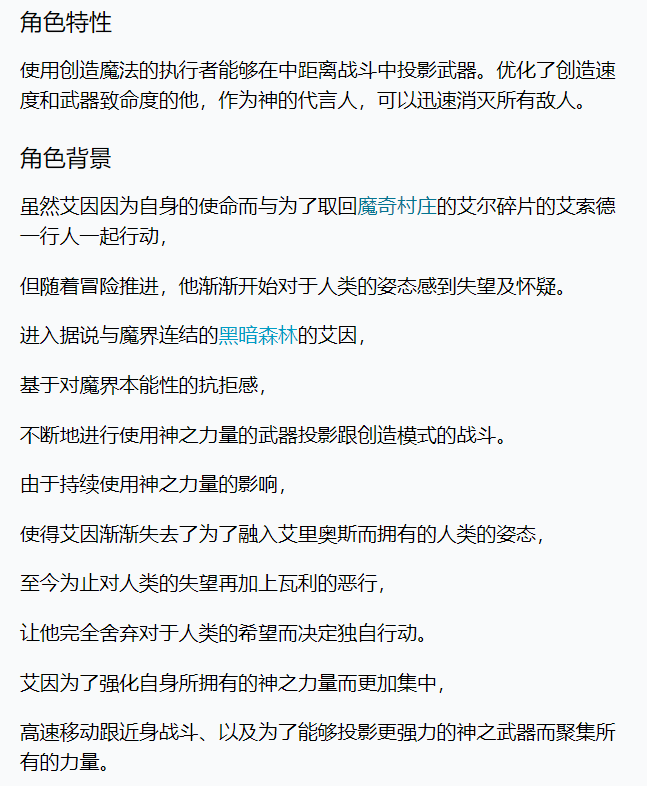 角色特性
使用创造魔法的执行者能够在中距离战斗中投影武器。优化了创造速
度和武器致命度的他，作为神的代言人，可以迅速消灭所有敌人。
角色背景
虽然艾因因为自身的使命而与为了取回魔奇村庄的艾尔碎片的艾索德
一行人一起行动，
但随着冒险推进，他渐渐开始对于人类的姿态感到失望及怀疑。
进入据说与魔界连结的黑暗森林的艾因，
基于对魔界本能性的抗拒感，
不断地进行使用神之力量的武器投影跟创造模式的战斗。
由于持续使用神之力量的影响，
使得艾因渐渐失去了为了融入艾里奥斯而拥有的人类的姿态，
至今为止对人类的失望再加上瓦利的恶行，
让他完全舍弃对于人类的希望而决定独自行动。
艾因为了强化自身所拥有的神之力量而更加集中，
高速移动跟近身战斗、以及为了能够投影更强力的神之武器而聚集所
有的力量。